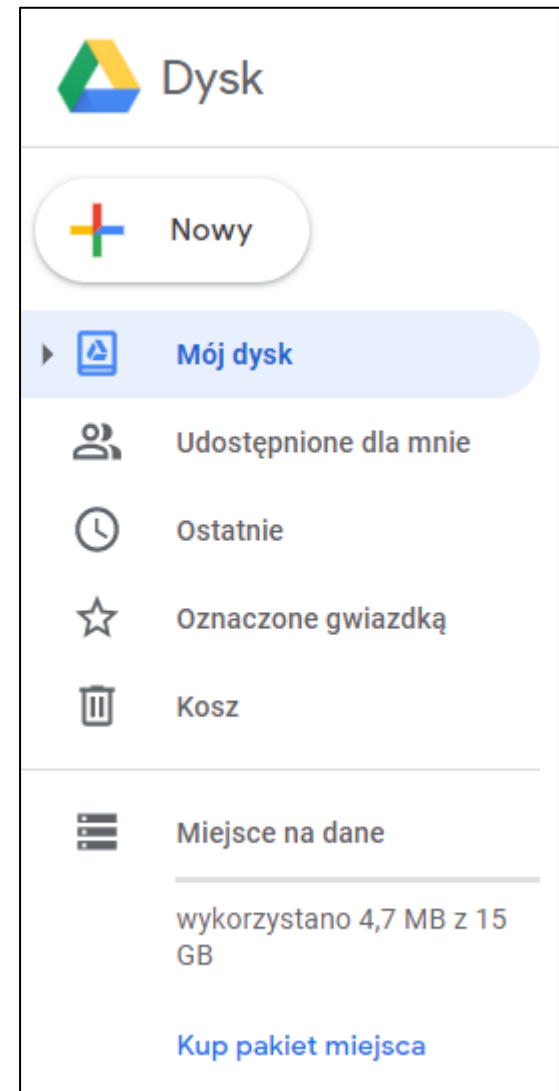 Dysk
Nowy
Mój dysk
Udostępnione dla mnie
Ostatnie
Oznaczone gwiazdką
Kosz
Miejsce na dane
wykorzystano 4,7 MB z 15
GB
Kup pakiet miejsca